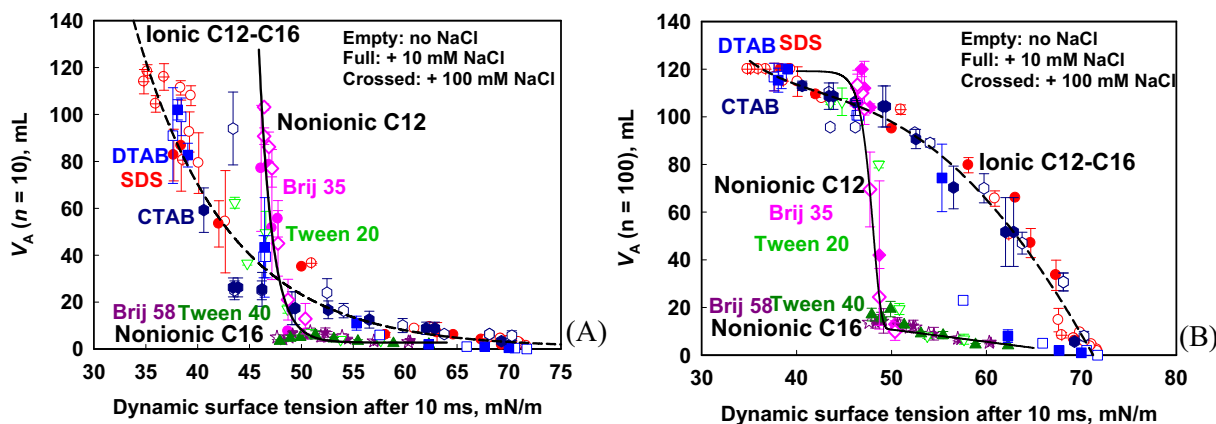 140
120
100
80
60
40
20
0
V_A (n = 10), mL
Ionic C12-C16
Empty: no NaCl
Full: + 10 mM NaCl
Crossed: + 100 mM NaCl
Nonionic C12
DTAB
SDS
Brij 35
CTAB
Tween 20
Brij 58 Tween 40
Nonionic C16
(A)
30 35 40 45 50 55 60 65 70 75
Dynamic surface tension after 10 ms, mN/m
140
120
100
80
60
40
20
0
V_A (n = 100), mL
DTAB SDS
Empty: no NaCl
Full: + 10 mM NaCl
Crossed: + 100 mM NaCl
CTAB
Ionic C12-C16
Nonionic C12
Brij 35
Tween 20
Brij 58 Tween 40
Nonionic C16
(B)
30 40 50 60 70 80
Dynamic surface tension after 10 ms, mN/m